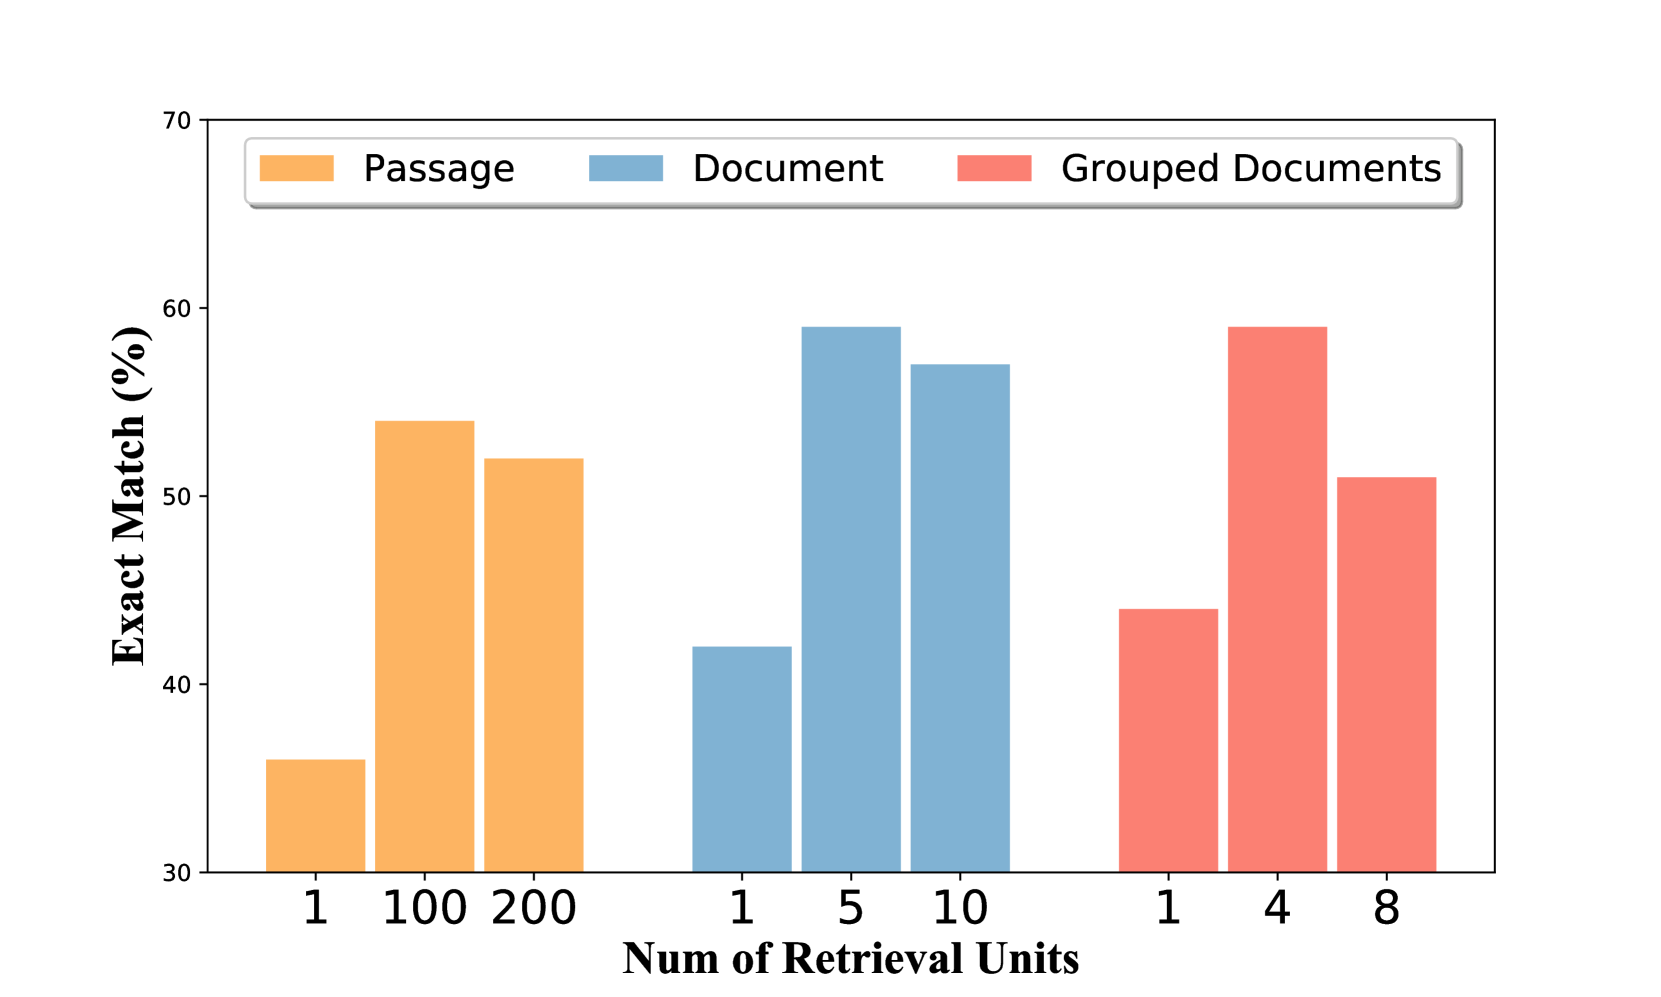 70
Passage Document Grouped Documents
60
50
40
30
Exact Match (%)
1 100 200 1 5 10 1 4 8
Num of Retrieval Units